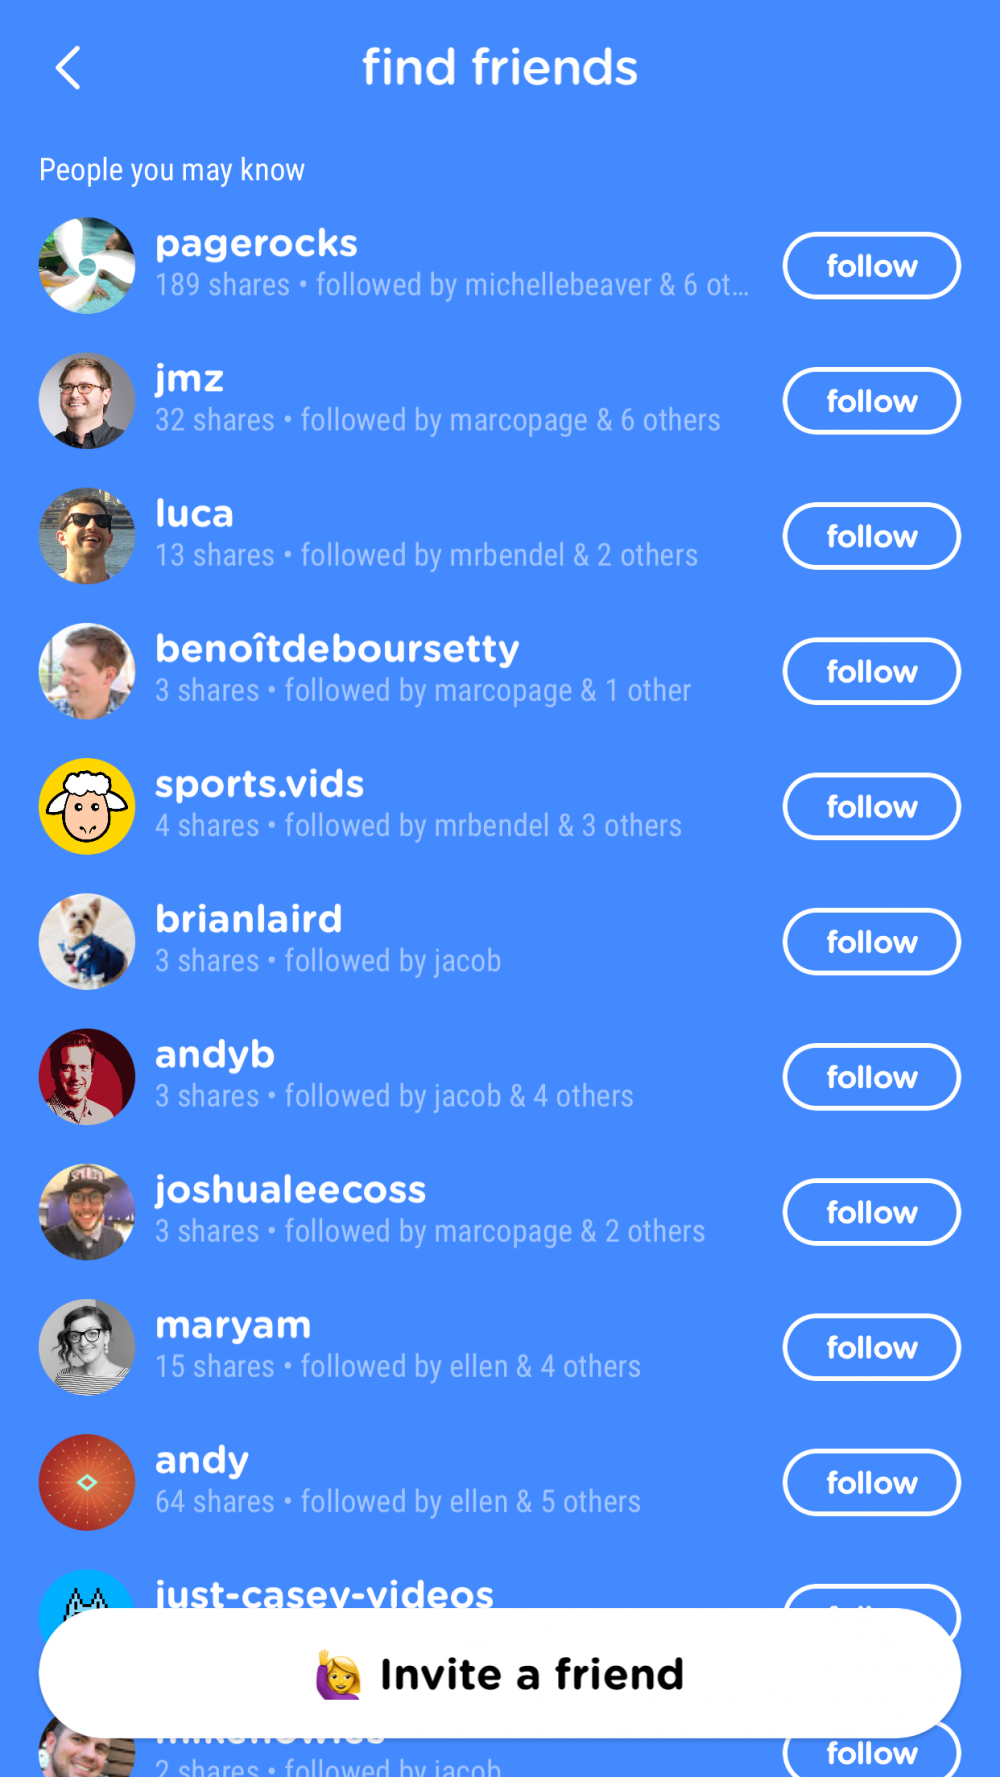 find friends
People you may know
pagerocks
189 shares • followed by michellebeaver & 6 ot...
follow
jmz
32 shares • followed by marcopage & 6 others
follow
luca
13 shares • followed by mrbendel & 2 others
follow
benoîtdeboursetty
3 shares • followed by marcopage & 1 other
follow
sports.vids
4 shares • followed by mrbendel & 3 others
follow
brianlaird
3 shares • followed by jacob
follow
andyb
3 shares • followed by jacob & 4 others
follow
joshualeecoss
3 shares • followed by marcopage & 2 others
follow
maryam
15 shares • followed by ellen & 4 others
follow
andy
64 shares • followed by ellen & 5 others
follow
just-casey-videos
Invite a friend
2 shares • followed by jacob
follow